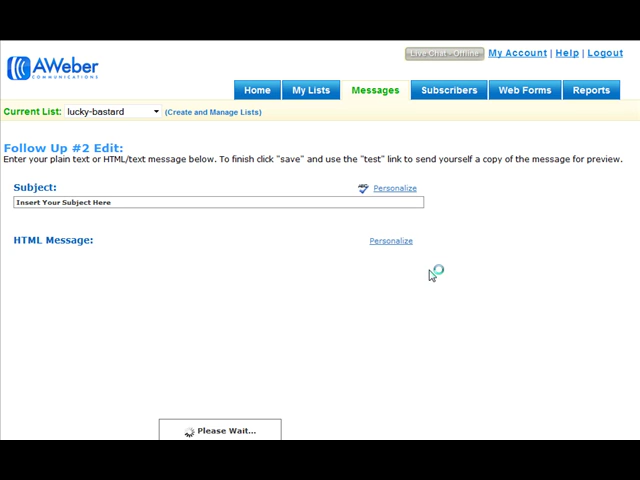 Live Chat - Offline My Account | Help | Logout
AWeber
COMMUNICATIONS
Home My Lists Messages Subscribers Web Forms Reports
Current List: lucky-bastard (Create and Manage Lists)
Follow Up #2 Edit:
Enter your plain text or HTML/text message below. To finish click "save" and use the "test" link to send yourself a copy of the message for preview.
Subject: ABC Personalize
Insert Your Subject Here
HTML Message: Personalize
Please Wait...